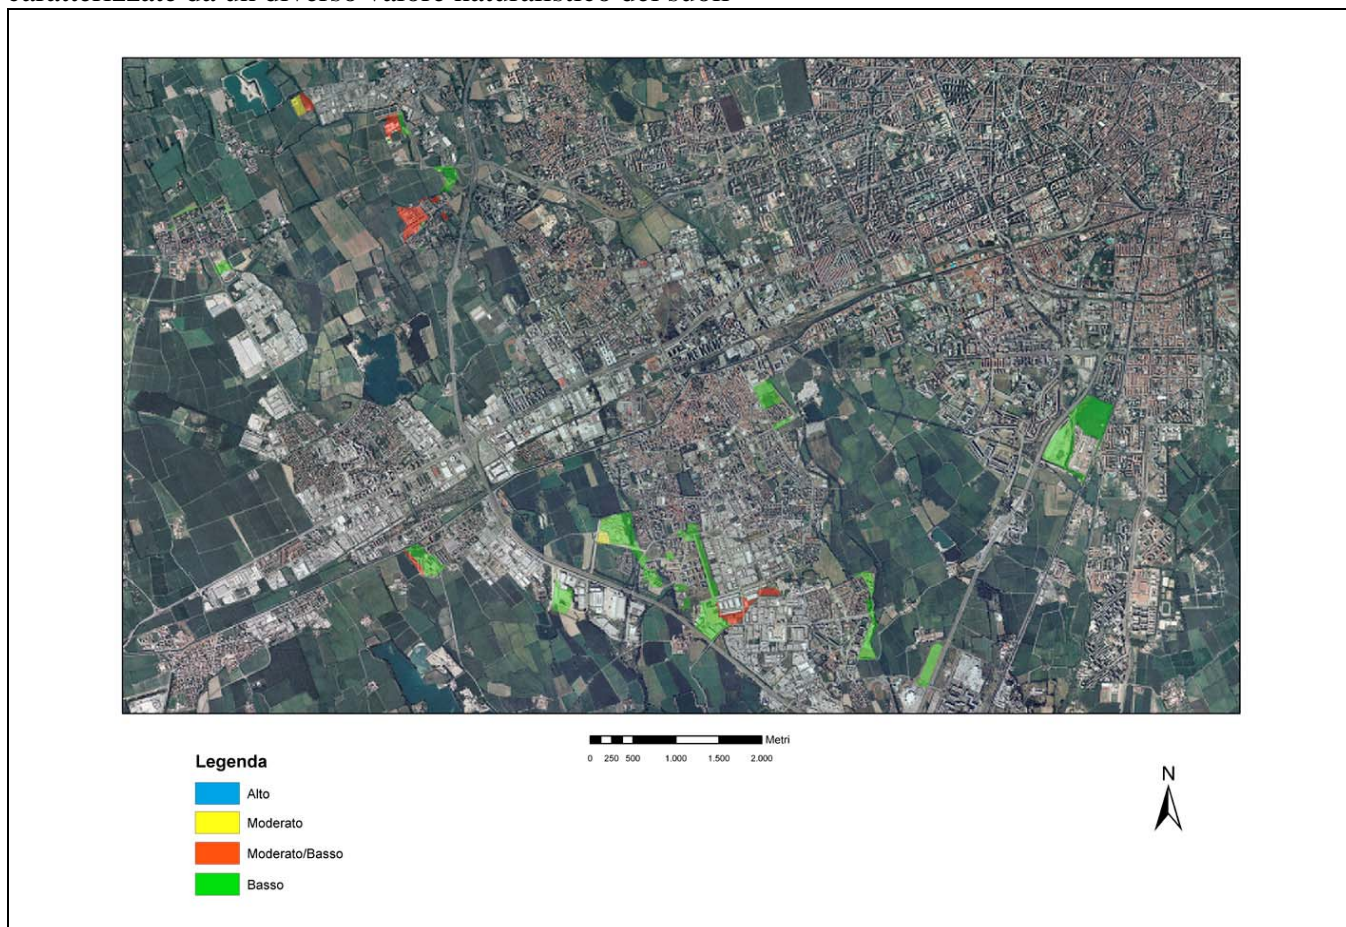 caratterizzate da un diverso valore naturalistico dei suoli
Metri
0 250 500 1.000 1.500 2.000
Legenda
Alto
Moderato
Moderato/Basso
Basso
N